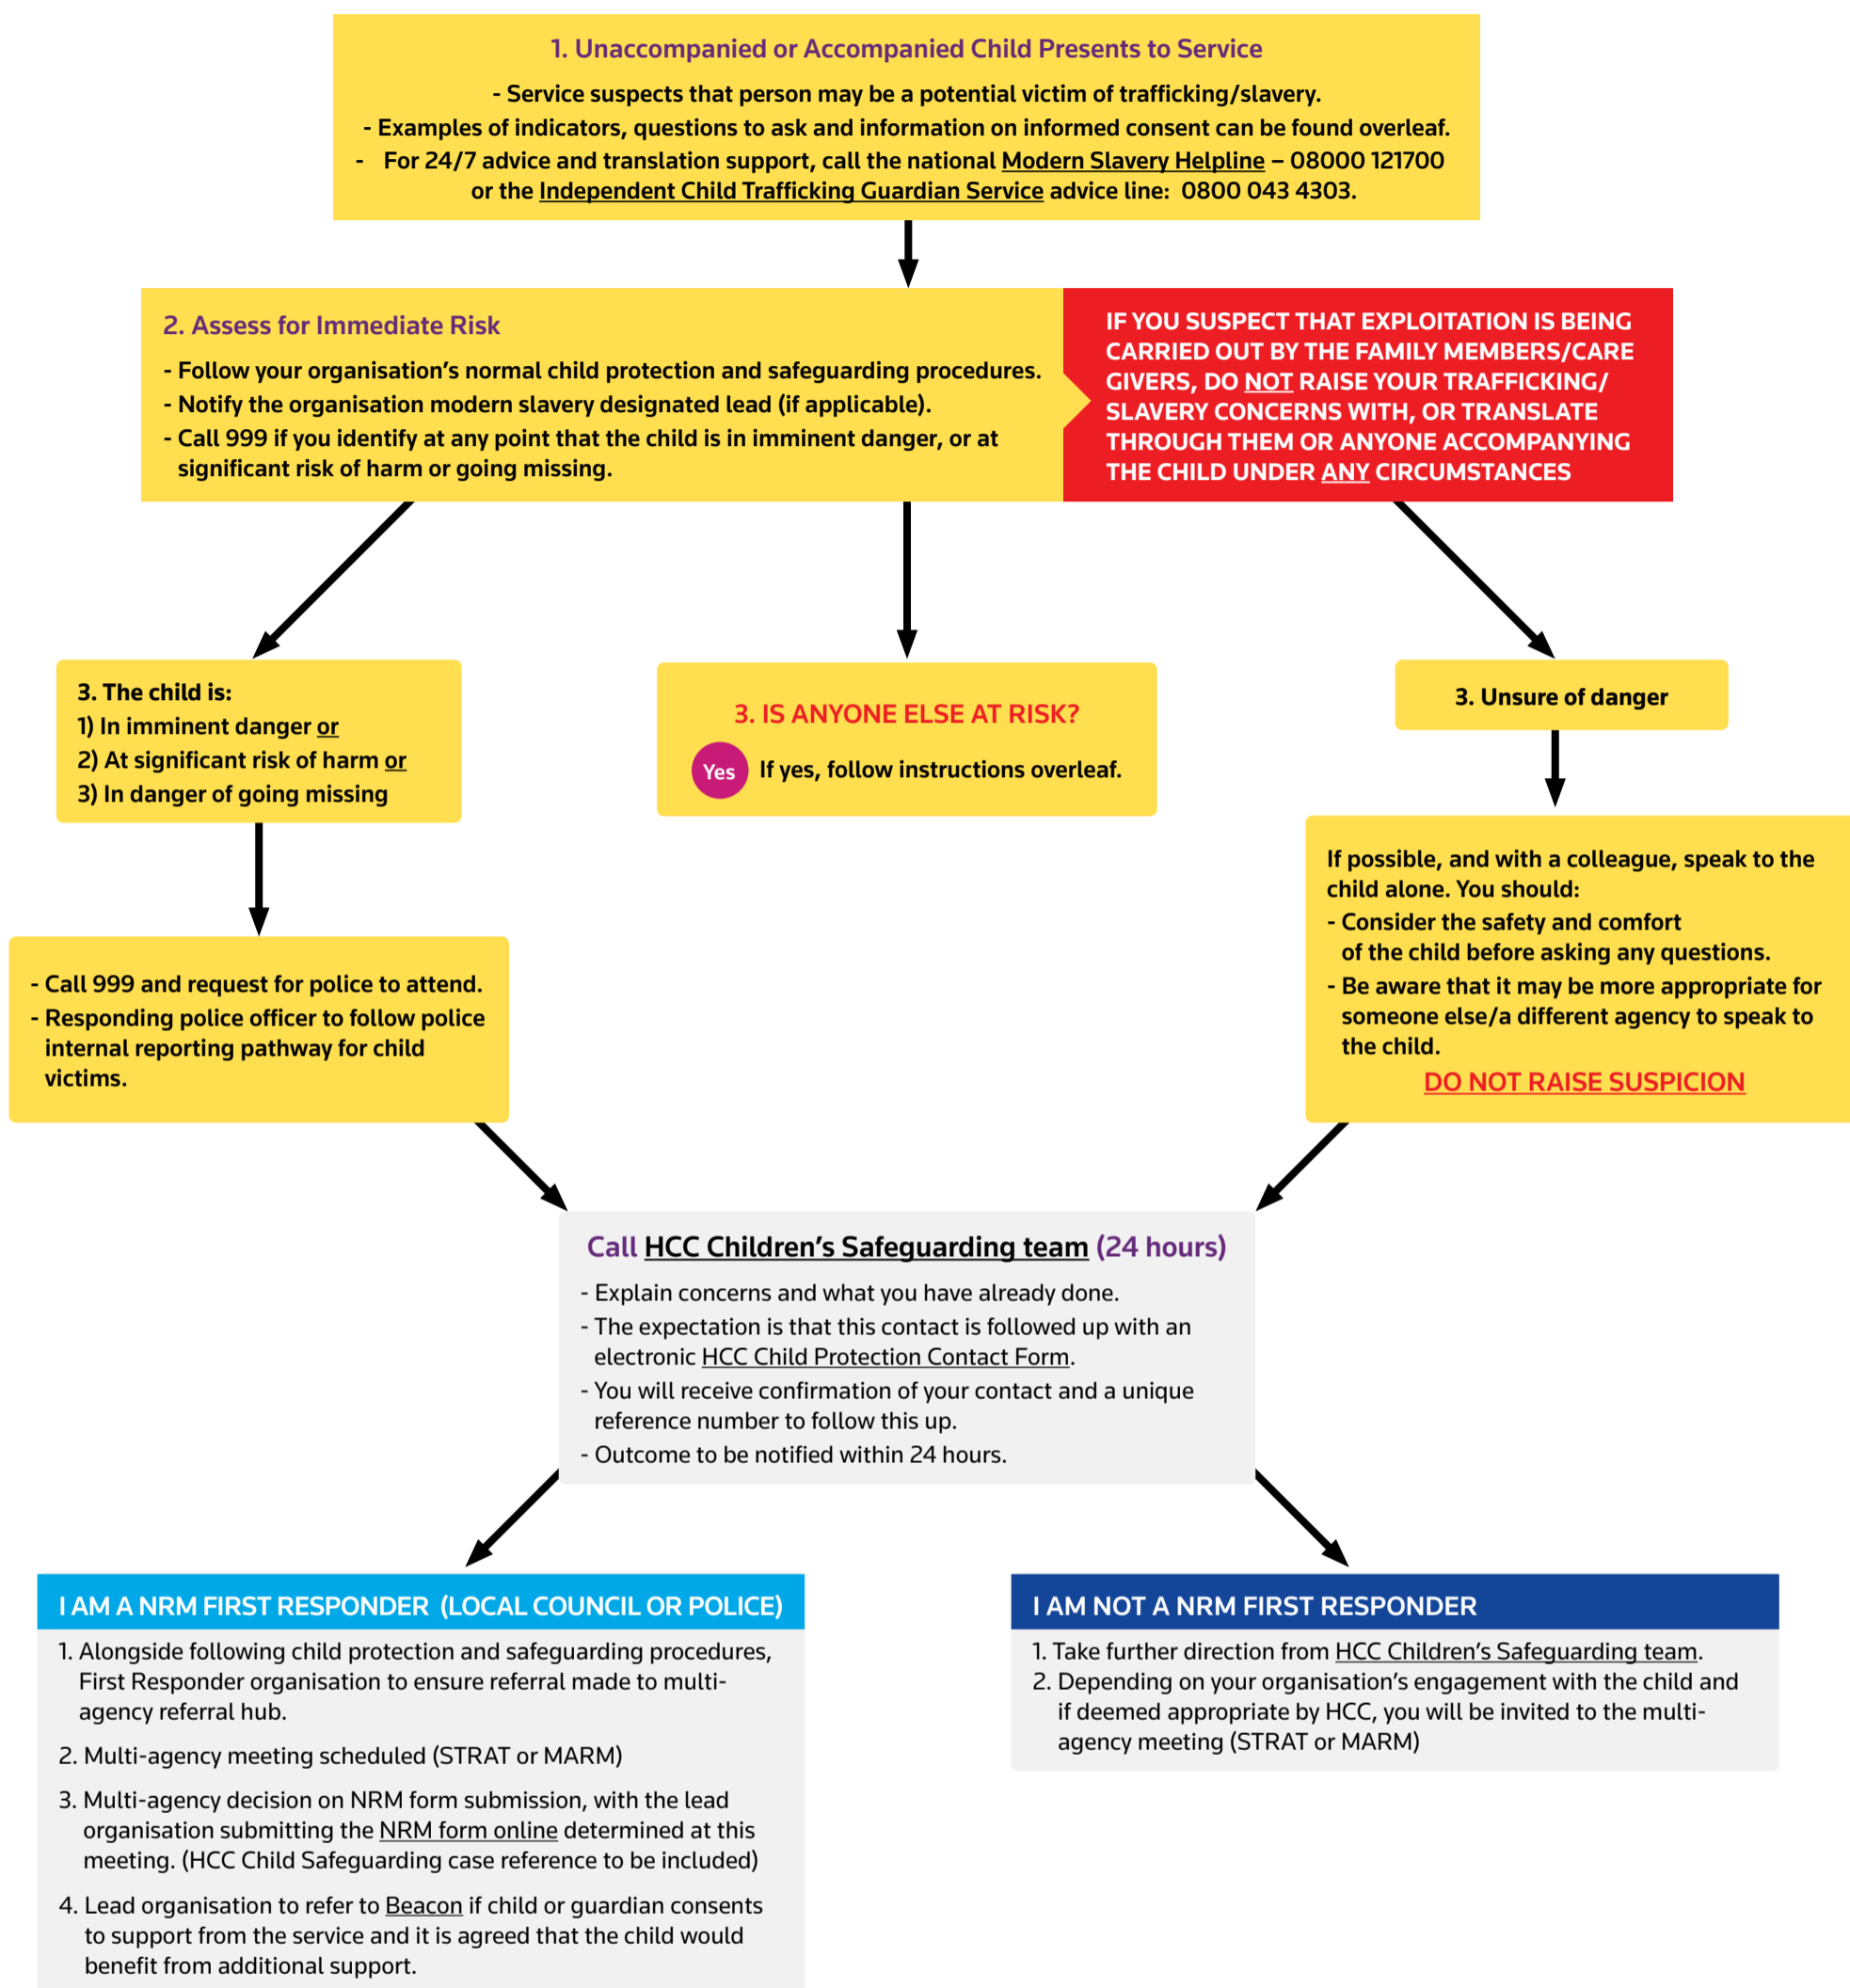 1. Unaccompanied or Accompanied Child Presents to Service
- Service suspects that person may be a potential victim of trafficking/slavery.
- Examples of indicators, questions to ask and information on informed consent can be found overleaf.
- For 24/7 advice and translation support, call the national Modern Slavery Helpline – 08000 121700
or the Independent Child Trafficking Guardian Service advice line: 0800 043 4303.
2. Assess for Immediate Risk
- Follow your organisation’s normal child protection and safeguarding procedures.
- Notify the organisation modern slavery designated lead (if applicable).
- Call 999 if you identify at any point that the child is in imminent danger, or at
significant risk of harm or going missing.
IF YOU SUSPECT THAT EXPLOITATION IS BEING
CARRIED OUT BY THE FAMILY MEMBERS/CARE
GIVERS, DO NOT RAISE YOUR TRAFFICKING/
SLAVERY CONCERNS WITH, OR TRANSLATE
THROUGH THEM OR ANYONE ACCOMPANYING
THE CHILD UNDER ANY CIRCUMSTANCES
3. The child is:
1) In imminent danger or
2) At significant risk of harm or
3) In danger of going missing
3. IS ANYONE ELSE AT RISK?
Yes If yes, follow instructions overleaf.
3. Unsure of danger
- Call 999 and request for police to attend.
- Responding police officer to follow police
internal reporting pathway for child
victims.
If possible, and with a colleague, speak to the
child alone. You should:
- Consider the safety and comfort
of the child before asking any questions.
- Be aware that it may be more appropriate for
someone else/a different agency to speak to
the child.
DO NOT RAISE SUSPICION
Call HCC Children’s Safeguarding team (24 hours)
- Explain concerns and what you have already done.
- The expectation is that this contact is followed up with an
electronic HCC Child Protection Contact Form.
- You will receive confirmation of your contact and a unique
reference number to follow this up.
- Outcome to be notified within 24 hours.
I AM A NRM FIRST RESPONDER (LOCAL COUNCIL OR POLICE)
1. Alongside following child protection and safeguarding procedures,
First Responder organisation to ensure referral made to multi-
agency referral hub.
2. Multi-agency meeting scheduled (STRAT or MARM)
3. Multi-agency decision on NRM form submission, with the lead
organisation submitting the NRM form online determined at this
meeting. (HCC Child Safeguarding case reference to be included)
4. Lead organisation to refer to Beacon if child or guardian consents
to support from the service and it is agreed that the child would
benefit from additional support.
I AM NOT A NRM FIRST RESPONDER
1. Take further direction from HCC Children’s Safeguarding team.
2. Depending on your organisation’s engagement with the child and
if deemed appropriate by HCC, you will be invited to the multi-
agency meeting (STRAT or MARM)